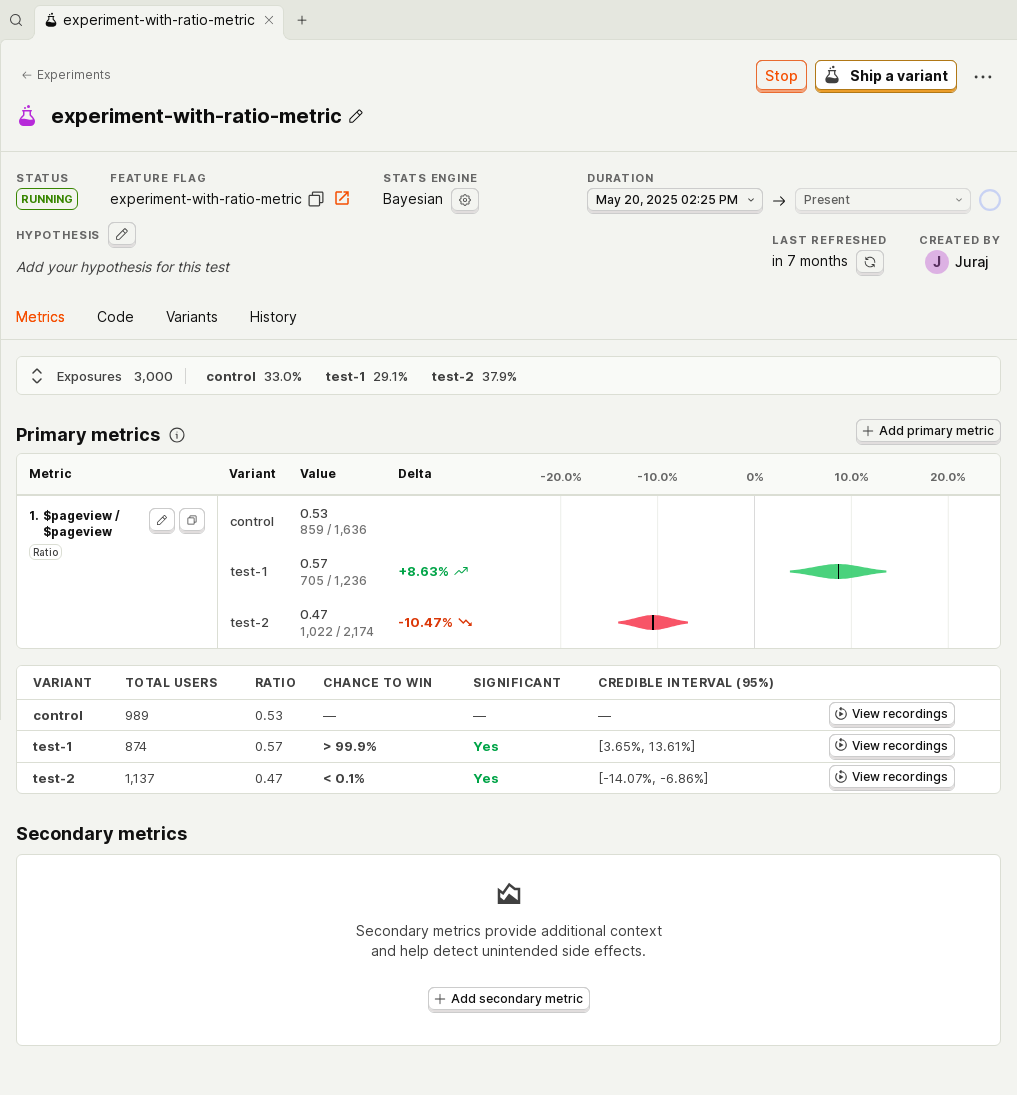 experiment-with-ratio-metric
Experiments
Stop
Ship a variant
experiment-with-ratio-metric
STATUS
RUNNING
FEATURE FLAG
experiment-with-ratio-metric
STATS ENGINE
Bayesian
DURATION
May 20, 2025 02:25 PM
Present
HYPOTHESIS
Add your hypothesis for this test
LAST REFRESHED
in 7 months
CREATED BY
J Juraj
Metrics Code Variants History
Exposures 3,000 control 33.0% test-1 29.1% test-2 37.9%
Primary metrics
Add primary metric
Metric Variant Value Delta -20.0% -10.0% 0% 10.0% 20.0%
1. $pageview /
$pageview
Ratio
control 0.53
859 / 1,636
test-1 0.57
705 / 1,236
+8.63%
test-2 0.47
1,022 / 2,174
-10.47%
VARIANT TOTAL USERS RATIO CHANCE TO WIN SIGNIFICANT CREDIBLE INTERVAL (95%)
control 989 0.53 — — — View recordings
test-1 874 0.57 > 99.9% Yes [3.65%, 13.61%] View recordings
test-2 1,137 0.47 < 0.1% Yes [-14.07%, -6.86%] View recordings
Secondary metrics
Secondary metrics provide additional context
and help detect unintended side effects.
Add secondary metric